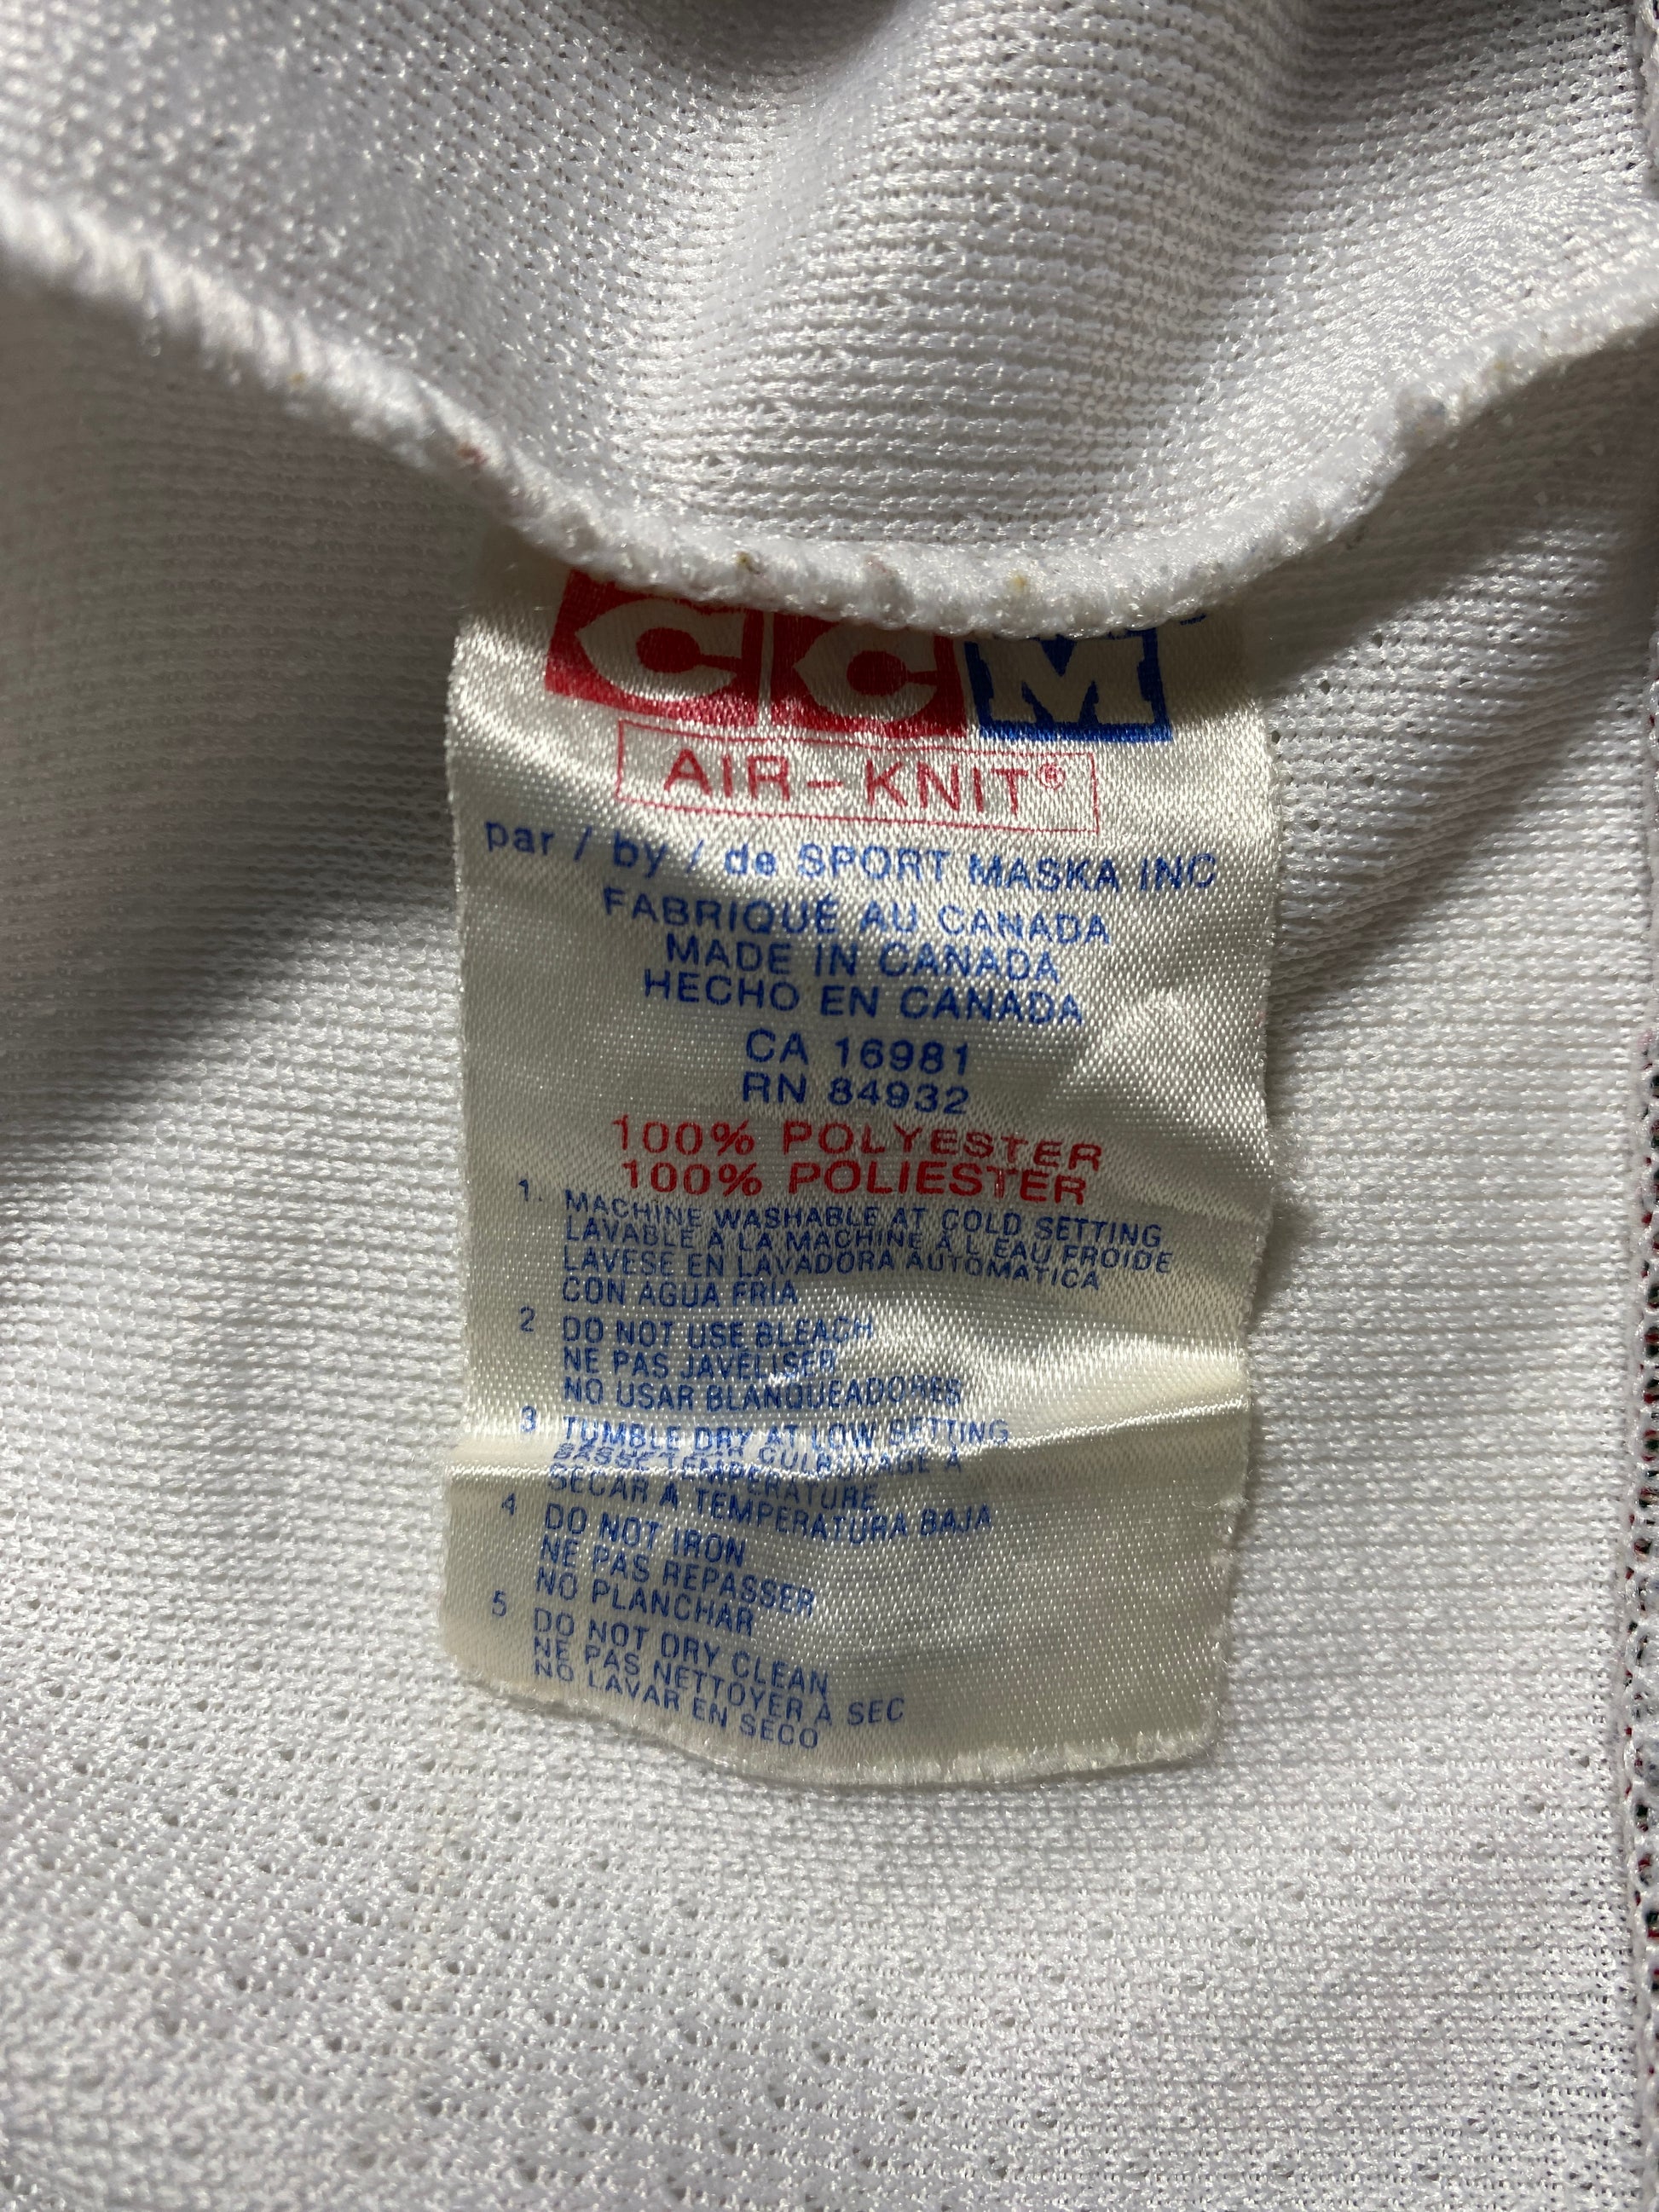 CCM
AIR-KNIT®
par / by / de SPORT MASKA INC
FABRIQUÉ AU CANADA
MADE IN CANADA
HECHO EN CANADA
CA 16981
RN 84932
100% POLYESTER
100% POLIESTER
1. MACHINE WASHABLE AT COLD SETTING
LAVABLE A LA MACHINE À L EAU FROIDE
LAVESE EN LAVADORA AUTOMATICA
CON AGUA FRIA
2 DO NOT USE BLEACH
NE PAS JAVÉLISER
NO USAR BLANQUEADORES
3 TUMBLE DRY AT LOW SETTING
À
BASSE TEMPÉRATURE
SECAR A TEMPERATURA BAJA
4 DO NOT IRON
NE PAS REPASSER
NO PLANCHAR
5 DO NOT DRY CLEAN
NE PAS NETTOYER À SEC
NO LAVAR EN SECO